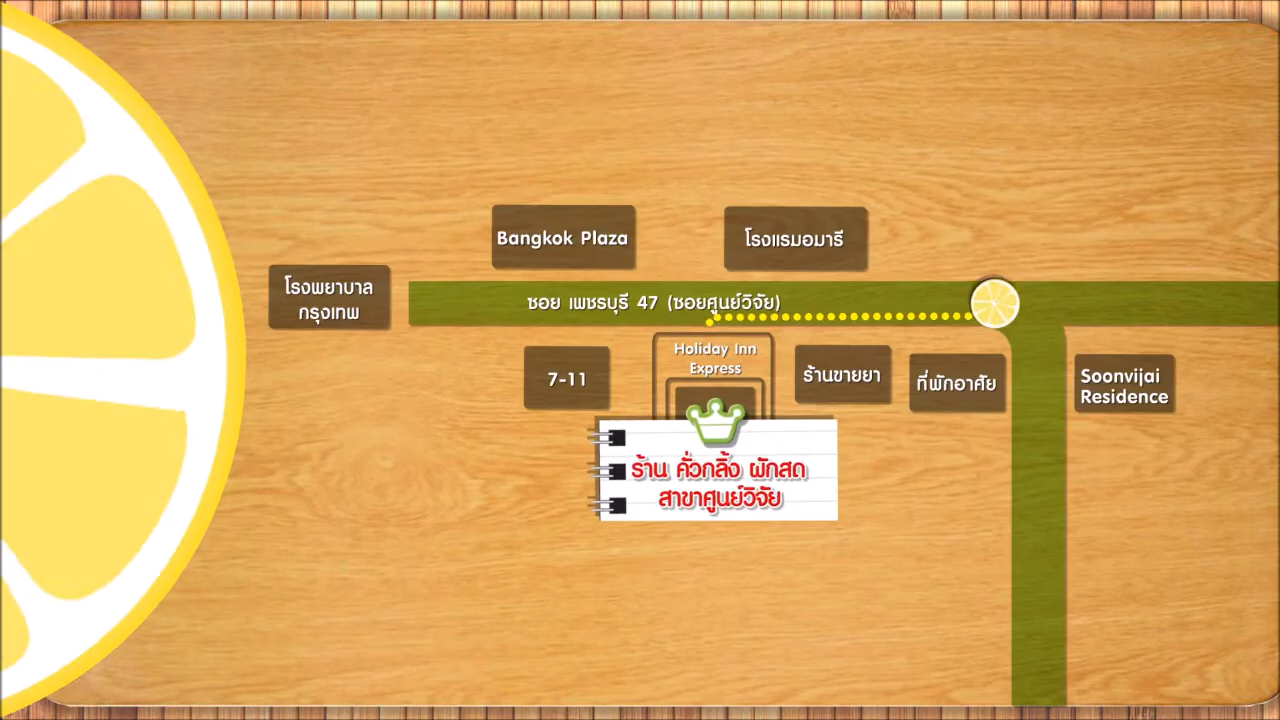 Bangkok Plaza
โรงแรมอมารี
โรงพยาบาล
กรุงเทพ
ซอย เพชรบุรี 47 (ซอยศูนย์วิจัย)
Holiday Inn
Express
7-11
ร้านขายยา
ที่พักอาศัย
Soonvijai
Residence
ร้าน คั่วกลิ้ง ผักสด
สาขาศูนย์วิจัย